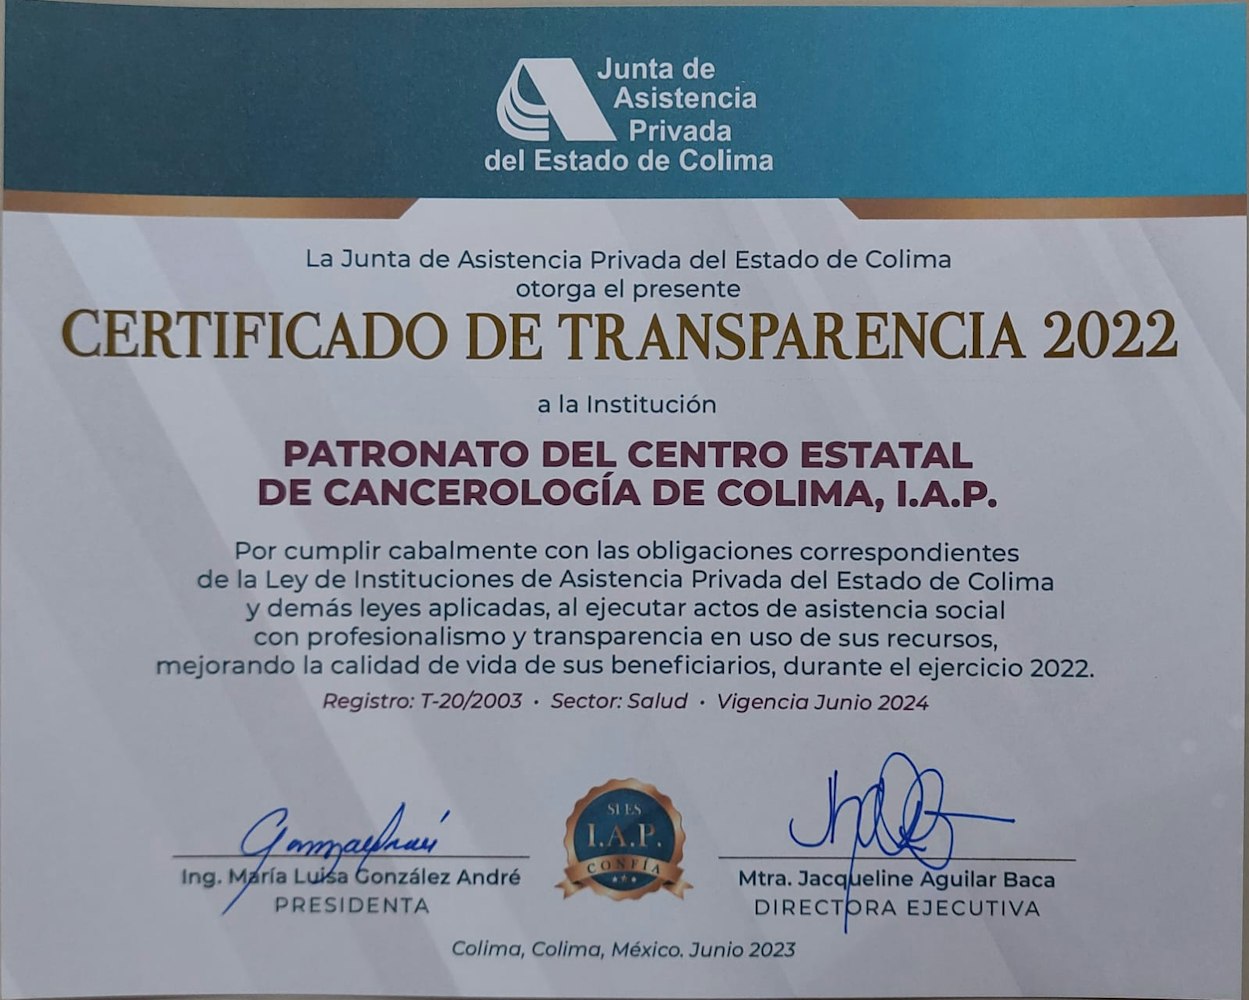 Junta de
Asistencia
Privada
del Estado de Colima
La Junta de Asistencia Privada del Estado de Colima
otorga el presente
CERTIFICADO DE TRANSPARENCIA 2022
a la Institución
PATRONATO DEL CENTRO ESTATAL
DE CANCEROLOGÍA DE COLIMA, I.A.P.
Por cumplir cabalmente con las obligaciones correspondientes
de la Ley de Instituciones de Asistencia Privada del Estado de Colima
y demás leyes aplicadas, al ejecutar actos de asistencia social
con profesionalismo y transparencia en uso de sus recursos,
mejorando la calidad de vida de sus beneficiarios, durante el ejercicio 2022.
Registro: T-20/2003 · Sector: Salud · Vigencia Junio 2024
SI ES
I.A.P.
CONFÍA
Ing. María Luisa González André
PRESIDENTA
Mtra. Jacqueline Aguilar Baca
DIRECTORA EJECUTIVA
Colima, Colima, México. Junio 2023